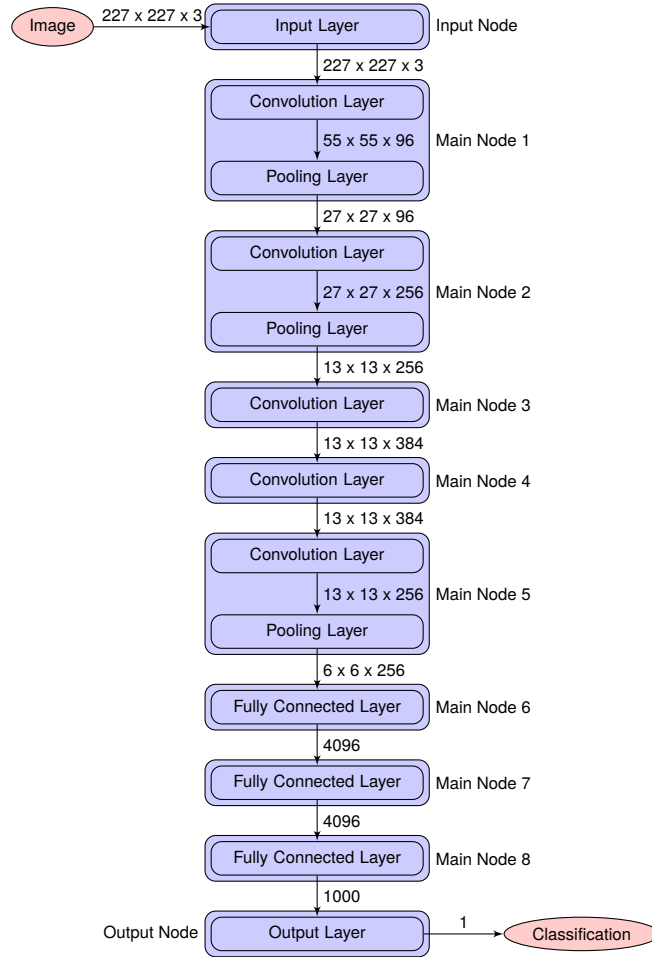 Image
227 x 227 x 3
Input Layer
Input Node
227 x 227 x 3
Convolution Layer
55 x 55 x 96
Main Node 1
Pooling Layer
27 x 27 x 96
Convolution Layer
27 x 27 x 256
Main Node 2
Pooling Layer
13 x 13 x 256
Convolution Layer
Main Node 3
13 x 13 x 384
Convolution Layer
Main Node 4
13 x 13 x 384
Convolution Layer
13 x 13 x 256
Main Node 5
Pooling Layer
6 x 6 x 256
Fully Connected Layer
Main Node 6
4096
Fully Connected Layer
Main Node 7
4096
Fully Connected Layer
Main Node 8
1000
Output Node
Output Layer
1
Classification